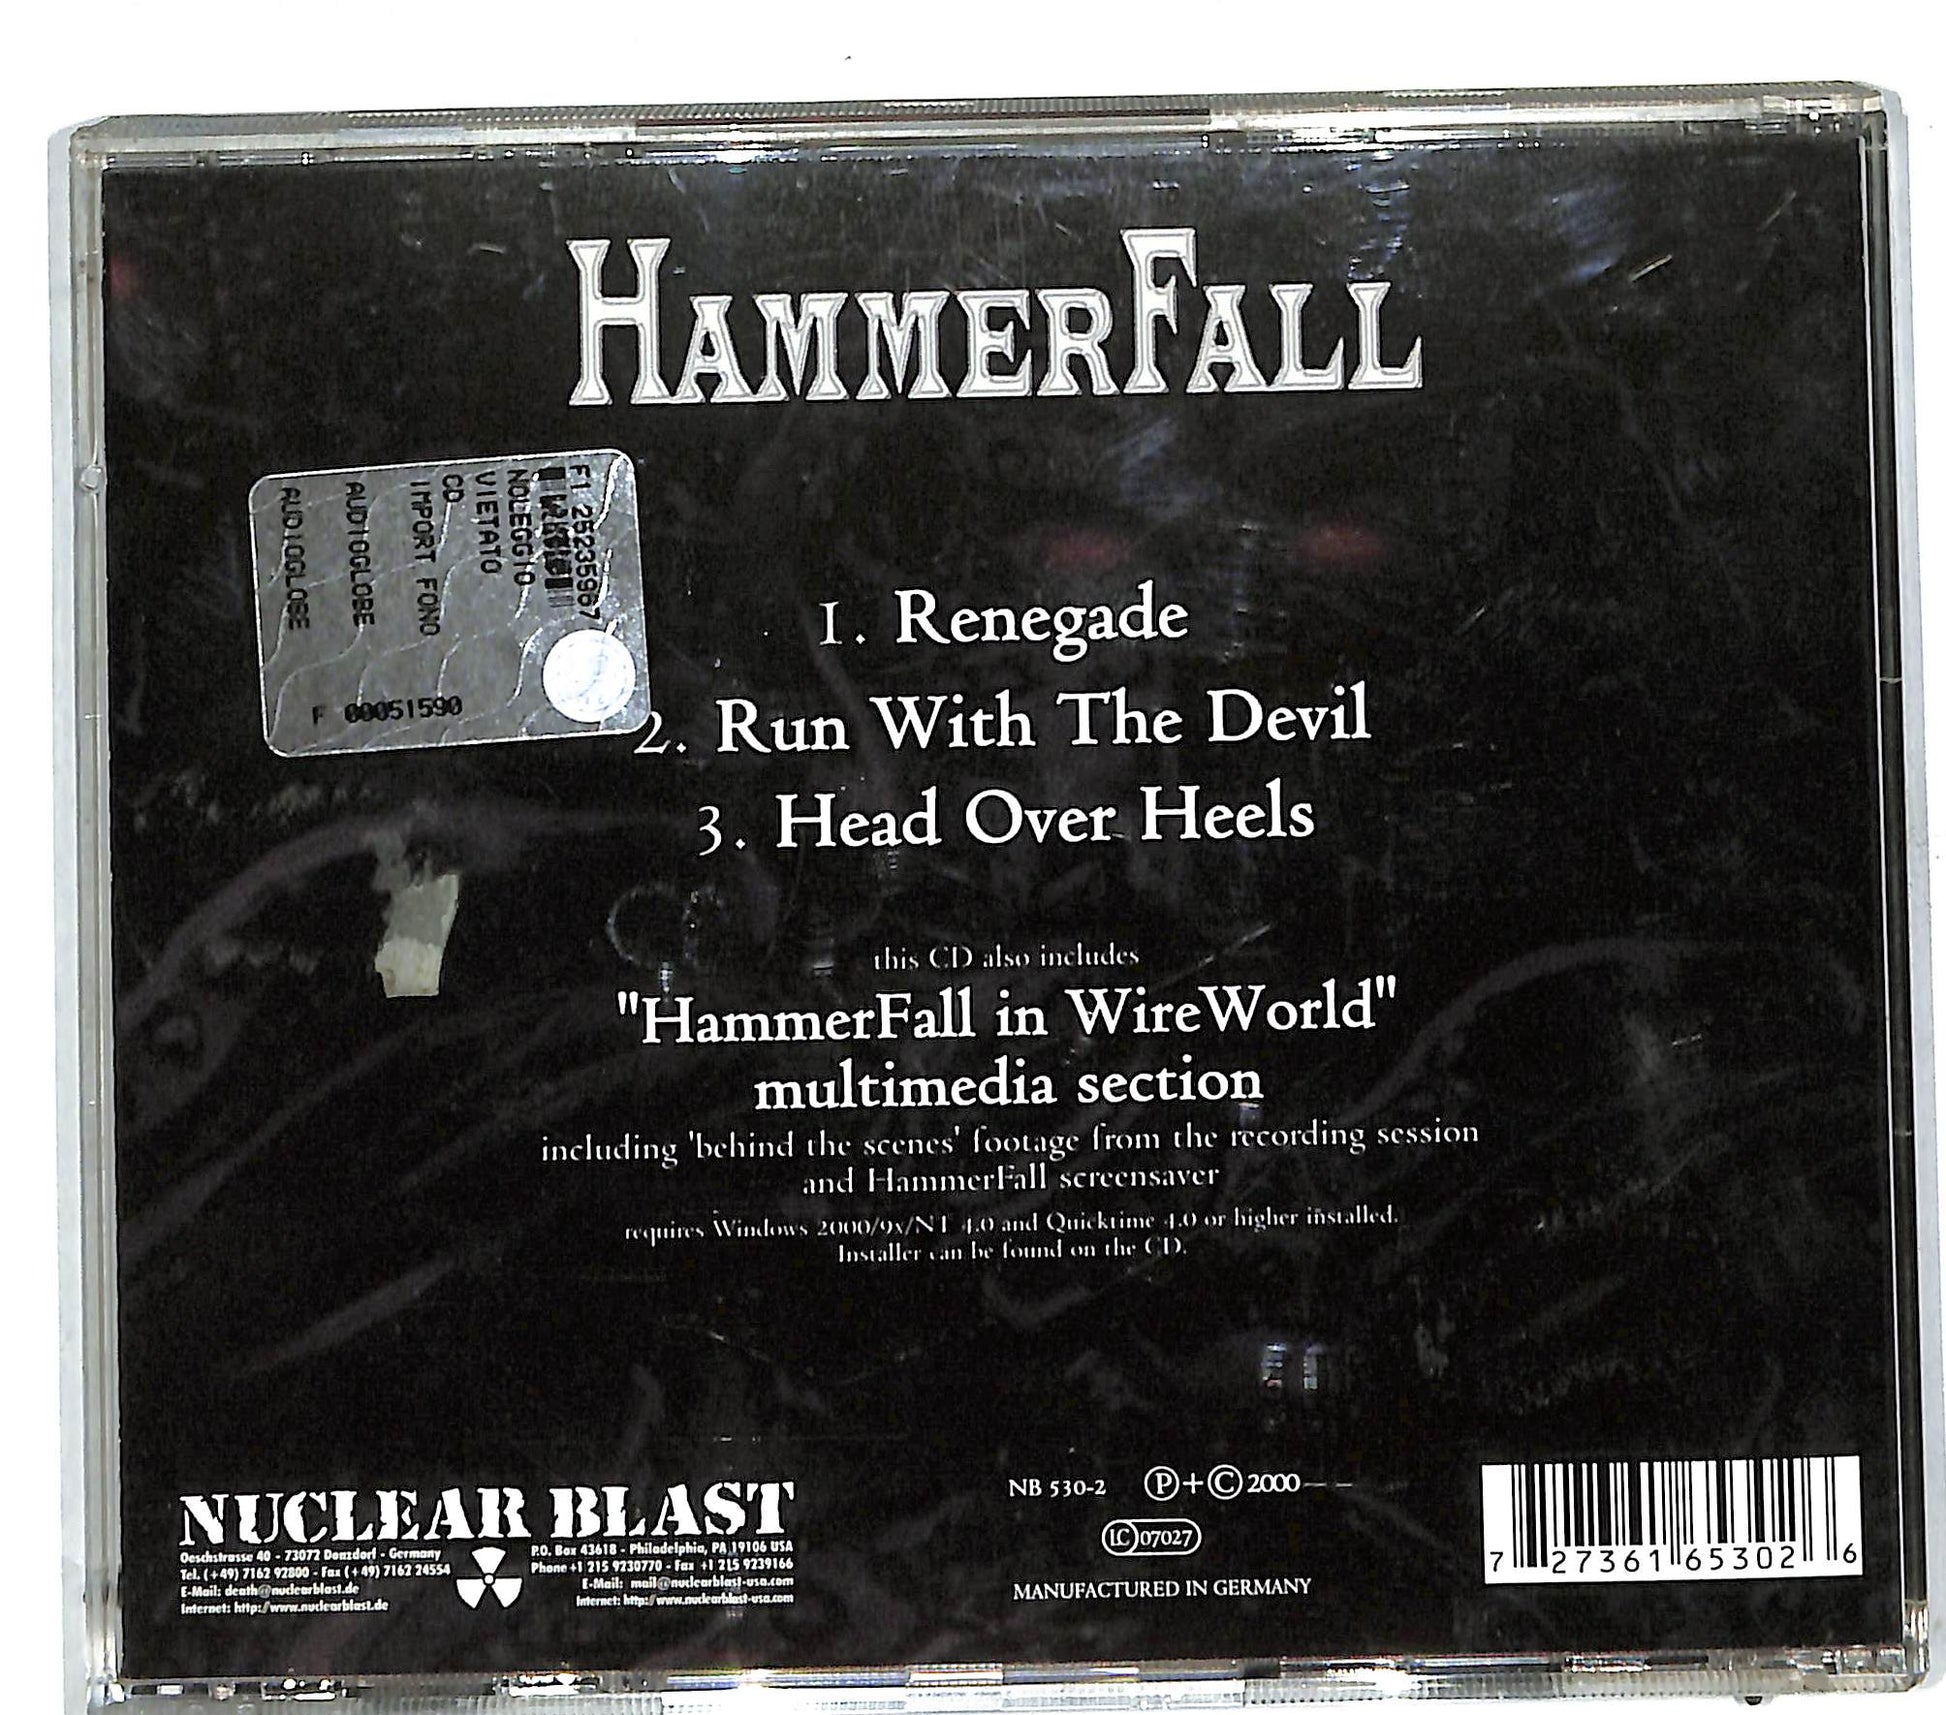 HAMMERFALL
F1 25235967
NOLEGGIO
VIETATO
CD
IMPORT FONO
AUDIOGLOBE
AUDIOGLOBE
F 00051590
1. Renegade
2. Run With The Devil
3. Head Over Heels
this CD also includes
"HammerFall in WireWorld"
multimedia section
including 'behind the scenes' footage from the recording session
and HammerFall screensaver
requires Windows 2000/9x/NT 4.0 and Quicktime 4.0 or higher installed.
Installer can be found on the CD.
NUCLEAR BLAST
Oeschstrasse 40 - 73072 Donzdorf - Germany
Tel. (+49) 7162 92800 - Fax (+49) 7162 24554
E-Mail: death@nuclearblast.de
Internet: http://www.nuclearblast.de
P.O. Box 43618 - Philadelphia, PA 19106 USA
Phone +1 215 9230770 - Fax +1 215 9239166
E-Mail: mail@nuclearblast-usa.com
Internet: http://www.nuclearblast-usa.com
NB 530-2 Ⓟ+© 2000
LC 07027
MANUFACTURED IN GERMANY
7 27361 65302 6